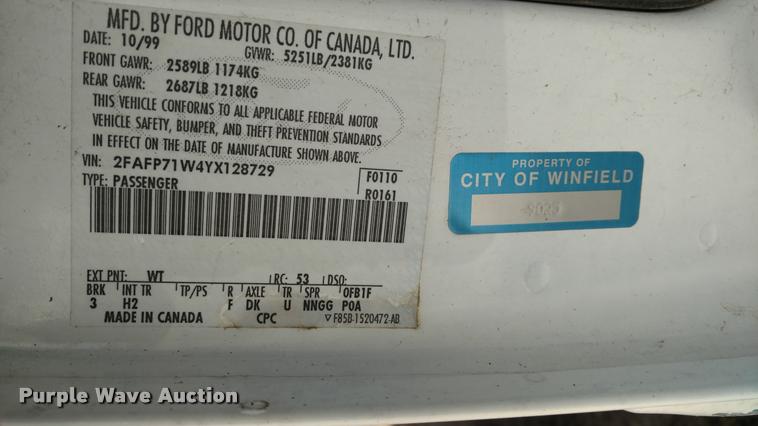 MFD. BY FORD MOTOR CO. OF CANADA, LTD.
DATE: 10/99 GVWR: 5251LB/2381KG
FRONT GAWR: 2589LB 1174KG
REAR GAWR: 2687LB 1218KG
THIS VEHICLE CONFORMS TO ALL APPLICABLE FEDERAL MOTOR
VEHICLE SAFETY, BUMPER, AND THEFT PREVENTION STANDARDS
IN EFFECT ON THE DATE OF MANUFACTURE SHOWN ABOVE.
VIN: 2FAFP71W4YX128729 F0110
TYPE: PASSENGER R0161
EXT PNT: WT RC: 53 DSO:
BRK INT TR TP/PS R AXLE TR SPR OFB1F
3 H2 F DK U NNGG POA
MADE IN CANADA CPC ▽ F85B-1520472-AB
PROPERTY OF
CITY OF WINFIELD
Purple Wave Auction